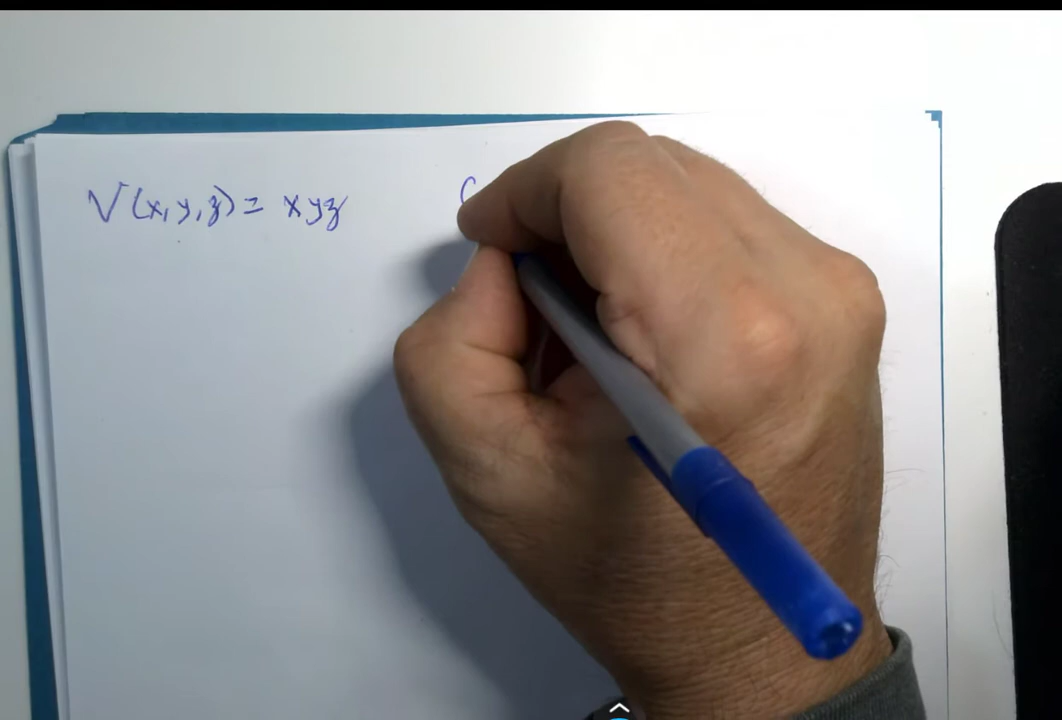 V(x,y,z) = xyz